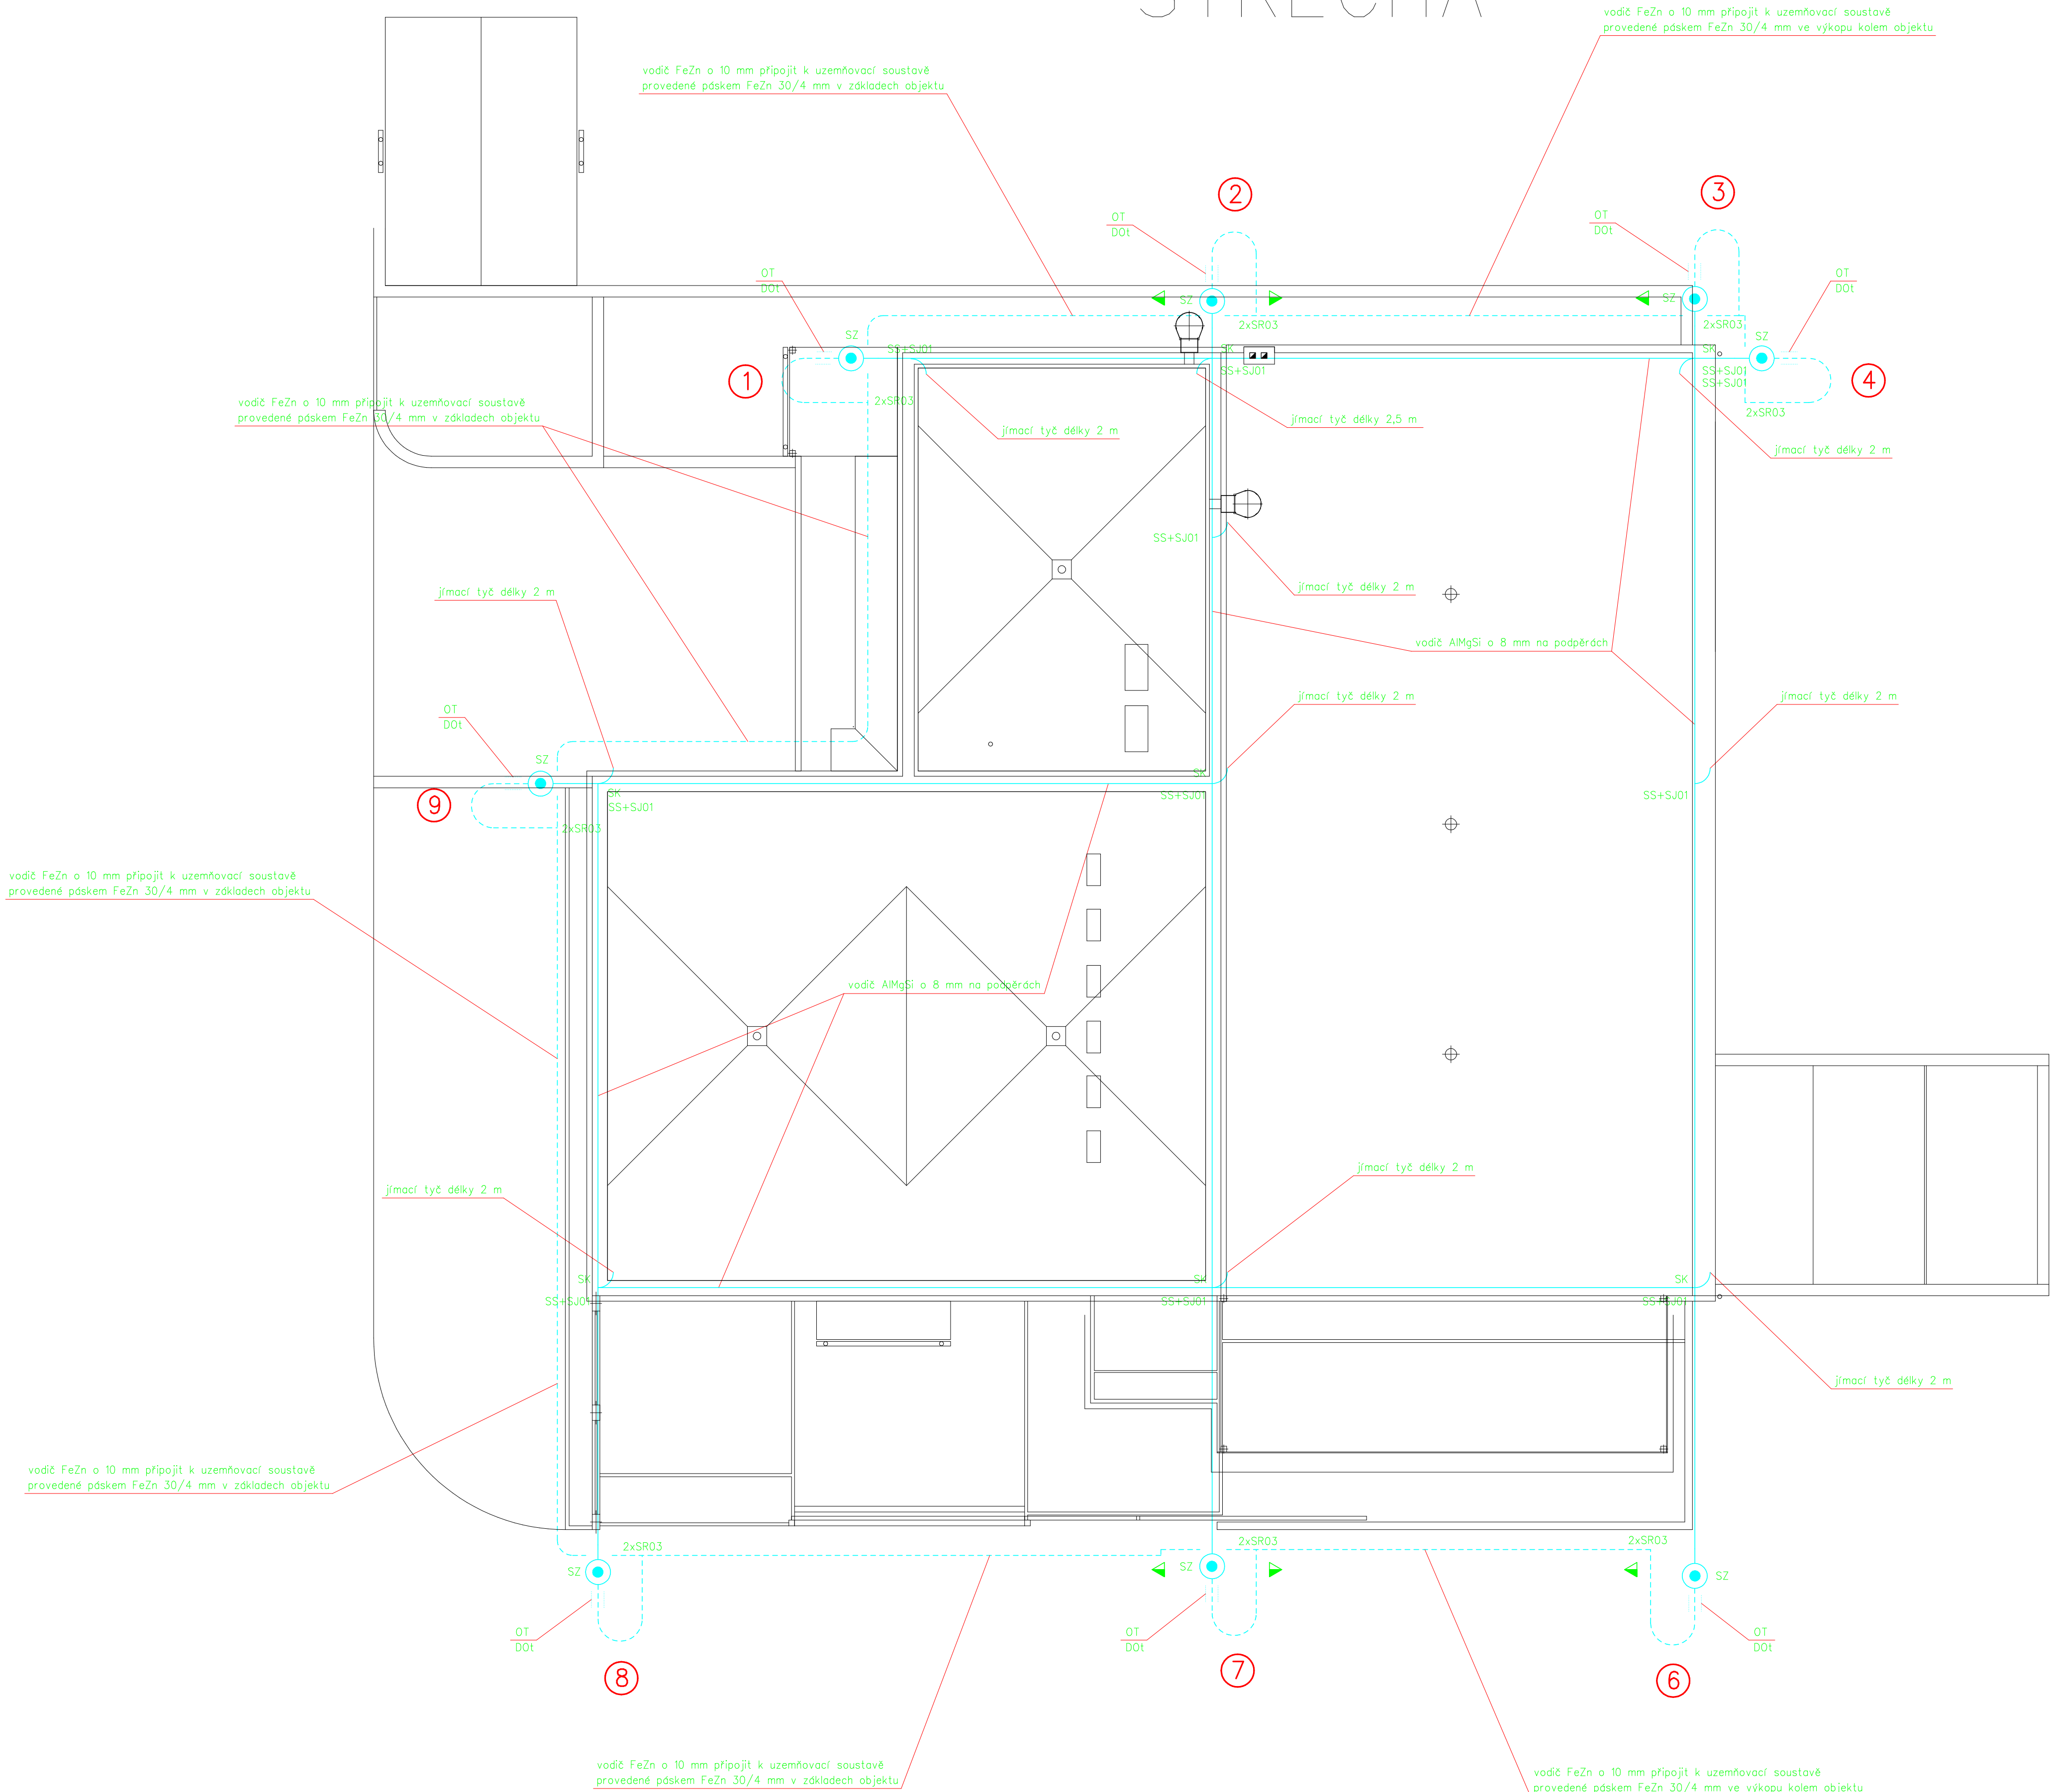 STŘECHA
vodič FeZn o 10 mm připojit k uzemňovací soustavě
provedené páskem FeZn 30/4 mm ve výkopu kolem objektu
vodič FeZn o 10 mm připojit k uzemňovací soustavě
provedené páskem FeZn 30/4 mm v základech objektu
2
3
OT
DOt
OT
DOt
OT
DOt
OT
DOt
SZ
SZ
2xSR03
2xSR03
SZ
SZ
SS+SJ01
SK
SS+SJ01
SK
SS+SJ01
SS+SJ01
1
4
2xSR03
2xSR03
vodič FeZn o 10 mm připojit k uzemňovací soustavě
provedené páskem FeZn 30/4 mm v základech objektu
jímací tyč délky 2 m
jímací tyč délky 2,5 m
jímací tyč délky 2 m
SS+SJ01
jímací tyč délky 2 m
jímací tyč délky 2 m
vodič AlMgSi o 8 mm na podpěrách
jímací tyč délky 2 m
jímací tyč délky 2 m
OT
DOt
SZ
SK
SS+SJ01
SK
SS+SJ01
SS+SJ01
9
2xSR03
vodič FeZn o 10 mm připojit k uzemňovací soustavě
provedené páskem FeZn 30/4 mm v základech objektu
vodič AlMgSi o 8 mm na podpěrách
jímací tyč délky 2 m
jímací tyč délky 2 m
SK
SS+SJ01
SK
SS+SJ01
SK
SS+SJ01
jímací tyč délky 2 m
vodič FeZn o 10 mm připojit k uzemňovací soustavě
provedené páskem FeZn 30/4 mm v základech objektu
2xSR03
2xSR03
2xSR03
SZ
SZ
SZ
OT
DOt
OT
DOt
OT
DOt
8
7
6
vodič FeZn o 10 mm připojit k uzemňovací soustavě
provedené páskem FeZn 30/4 mm v základech objektu
vodič FeZn o 10 mm připojit k uzemňovací soustavě
provedené páskem FeZn 30/4 mm ve výkopu kolem objektu